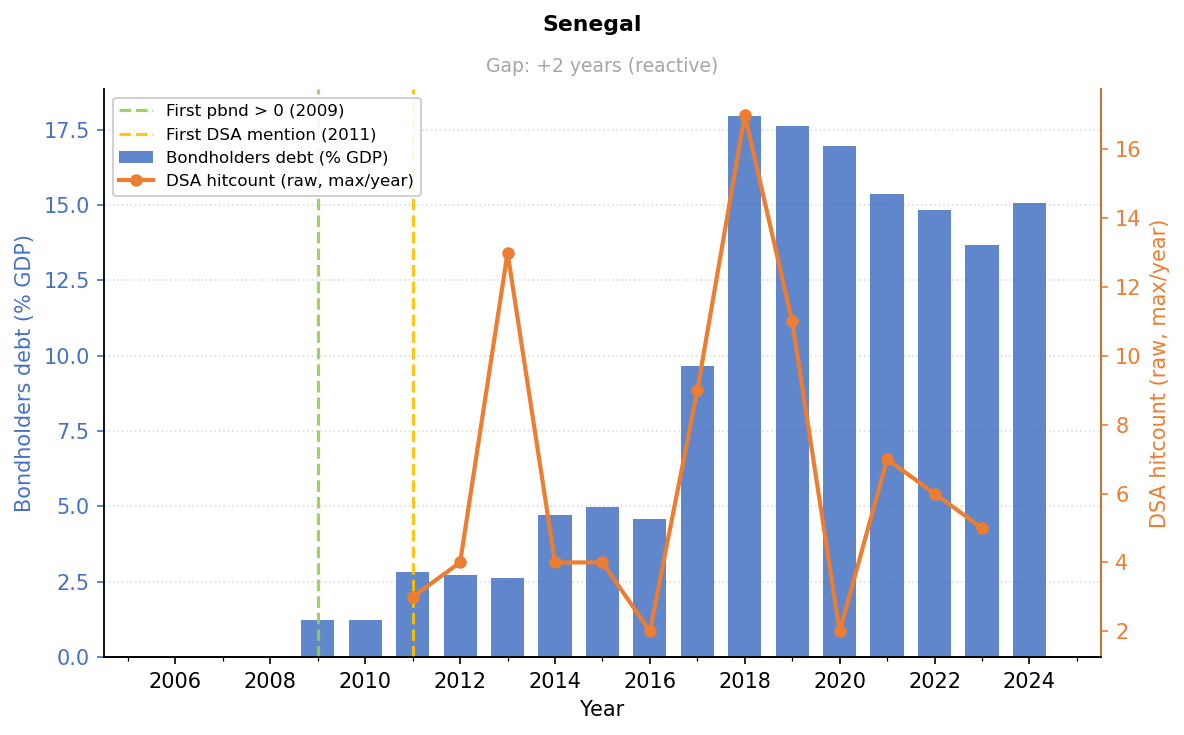 Senegal
Gap: +2 years (reactive)
First pbnd > 0 (2009)
First DSA mention (2011)
Bondholders debt (% GDP)
DSA hitcount (raw, max/year)
17.5
15.0
12.5
10.0
7.5
5.0
2.5
0.0
Bondholders debt (% GDP)
16
14
12
10
8
6
4
2
DSA hitcount (raw, max/year)
2006 2008 2010 2012 2014 2016 2018 2020 2022 2024
Year